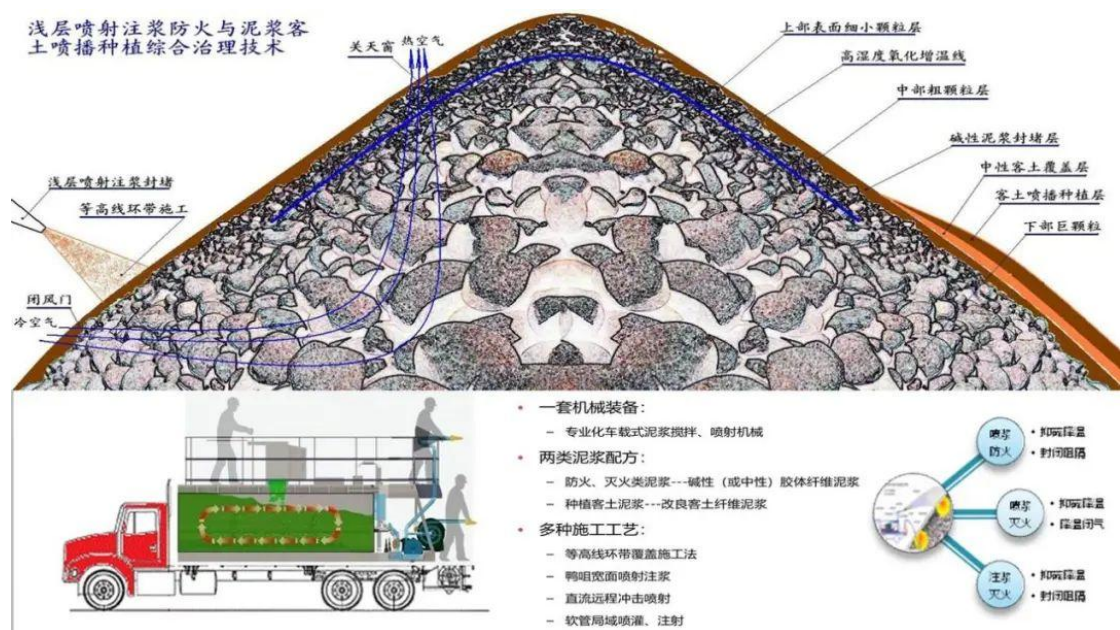 浅层喷射注浆防火与泥浆客
土喷播种植综合治理技术
关天窗
热空气
上部表面细小颗粒层
高湿度氧化增温线
中部粗颗粒层
碱性泥浆封堵层
中性客土覆盖层
客土喷播种植层
下部巨颗粒
浅层喷射注浆封堵
等高线环带施工
闭风门
冷空气
• 一套机械装备：
– 专业化车载式泥浆搅拌、喷射机械
• 两类泥浆配方：
– 防火、灭火类泥浆---碱性（或中性）胶体纤维泥浆
– 种植客土泥浆---改良客土纤维泥浆
• 多种施工工艺：
– 等高线环带覆盖施工法
– 鸭咀宽面喷射注浆
– 直流远程冲击喷射
– 软管局域喷灌、注射
喷浆
防火
• 抑硫降温
• 封闭阻隔
喷浆
灭火
• 抑硫降温
• 降温闭气
注浆
灭火
• 抑硫降温
• 封闭阻隔